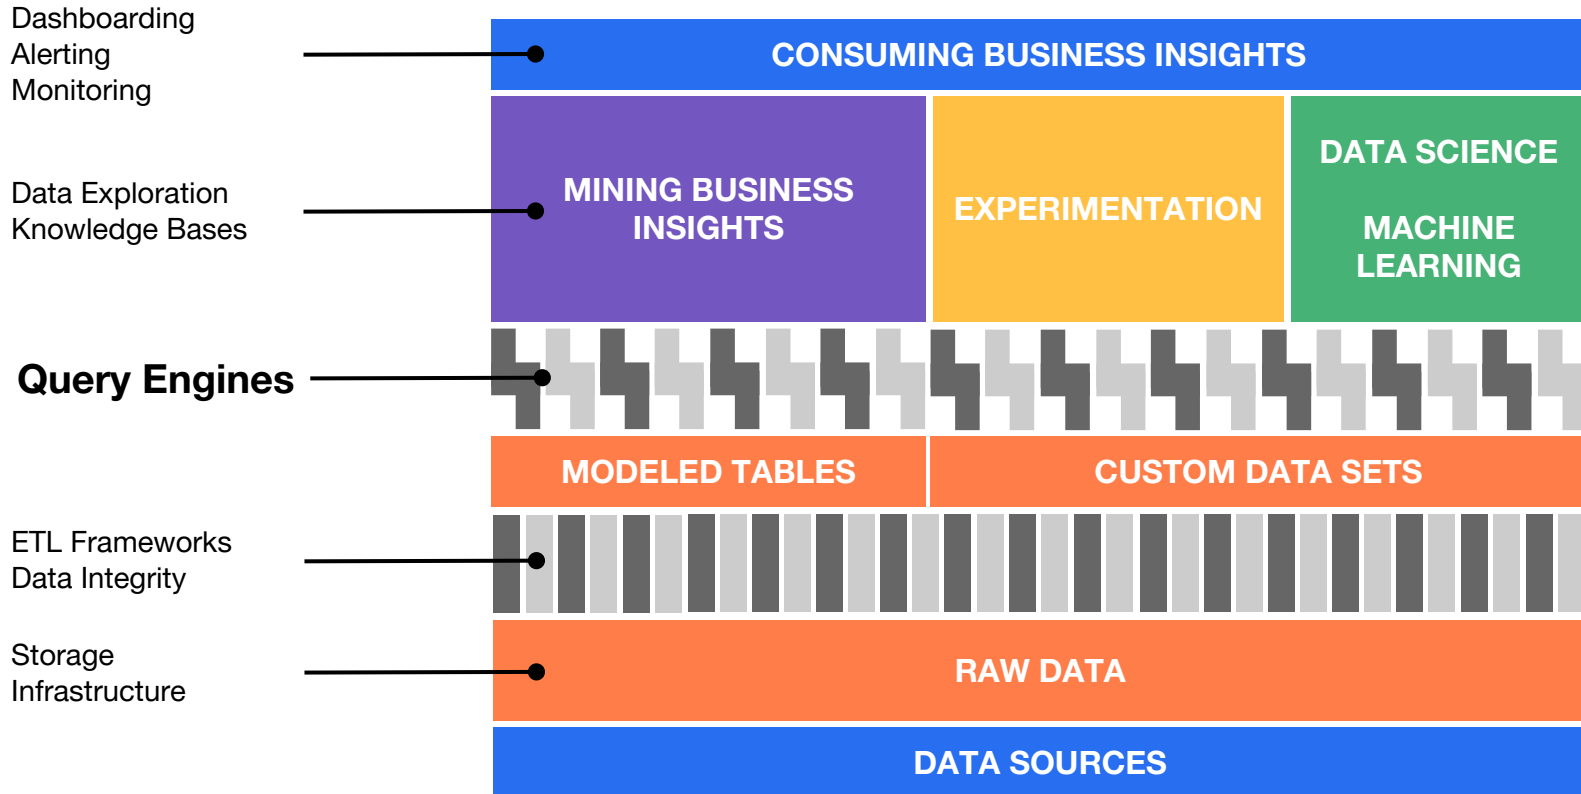 Dashboarding
Alerting
Monitoring
CONSUMING BUSINESS INSIGHTS
Data Exploration
Knowledge Bases
MINING BUSINESS
INSIGHTS
EXPERIMENTATION
DATA SCIENCE
MACHINE
LEARNING
Query Engines
MODELED TABLES
CUSTOM DATA SETS
ETL Frameworks
Data Integrity
Storage
Infrastructure
RAW DATA
DATA SOURCES